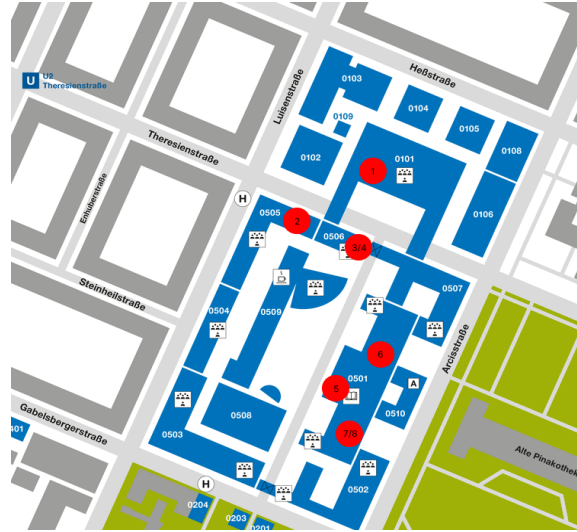 Heßstraße
0103
U
U2
Theresienstraße
Luisenstraße
0104
0109
0105
0108
Theresienstraße
0102
0101
1
Enhuberstraße
H
0505
2
0506
3/4
0106
Steinheilstraße
0504
0509
0507
Arcisstraße
6
0501
5
A
0510
Gabelsbergerstraße
401
0503
0508
7/8
Alte Pinakothek
H
0502
0204
0203
0201